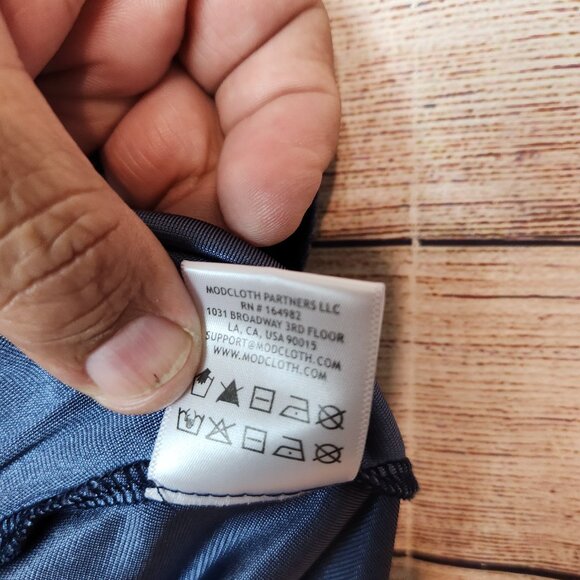 MODCLOTH PARTNERS LLC
RN # 164982
1031 BROADWAY 3RD FLOOR
LA, CA, USA 90015
SUPPORT@MODCLOTH.COM
WWW.MODCLOTH.COM